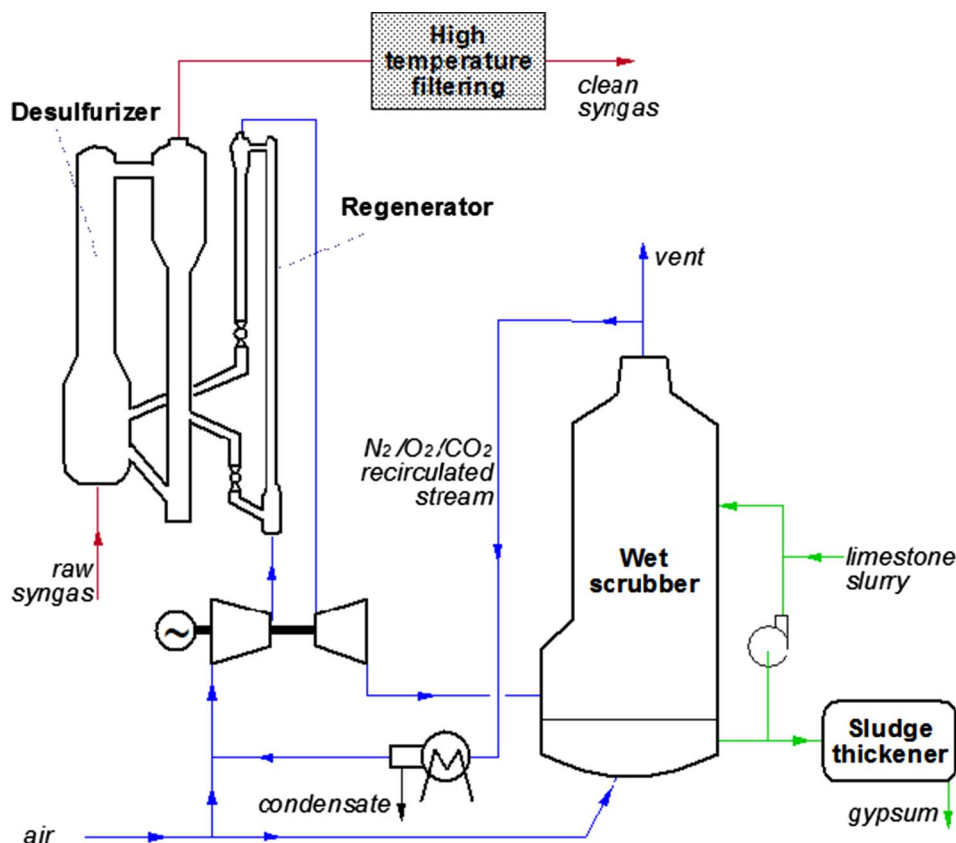 High
temperature
filtering
clean
syngas
Desulfurizer
Regenerator
vent
N2/O2/CO2
recirculated
stream
Wet
scrubber
limestone
slurry
raw
syngas
~
Sludge
thickener
condensate
gypsum
air